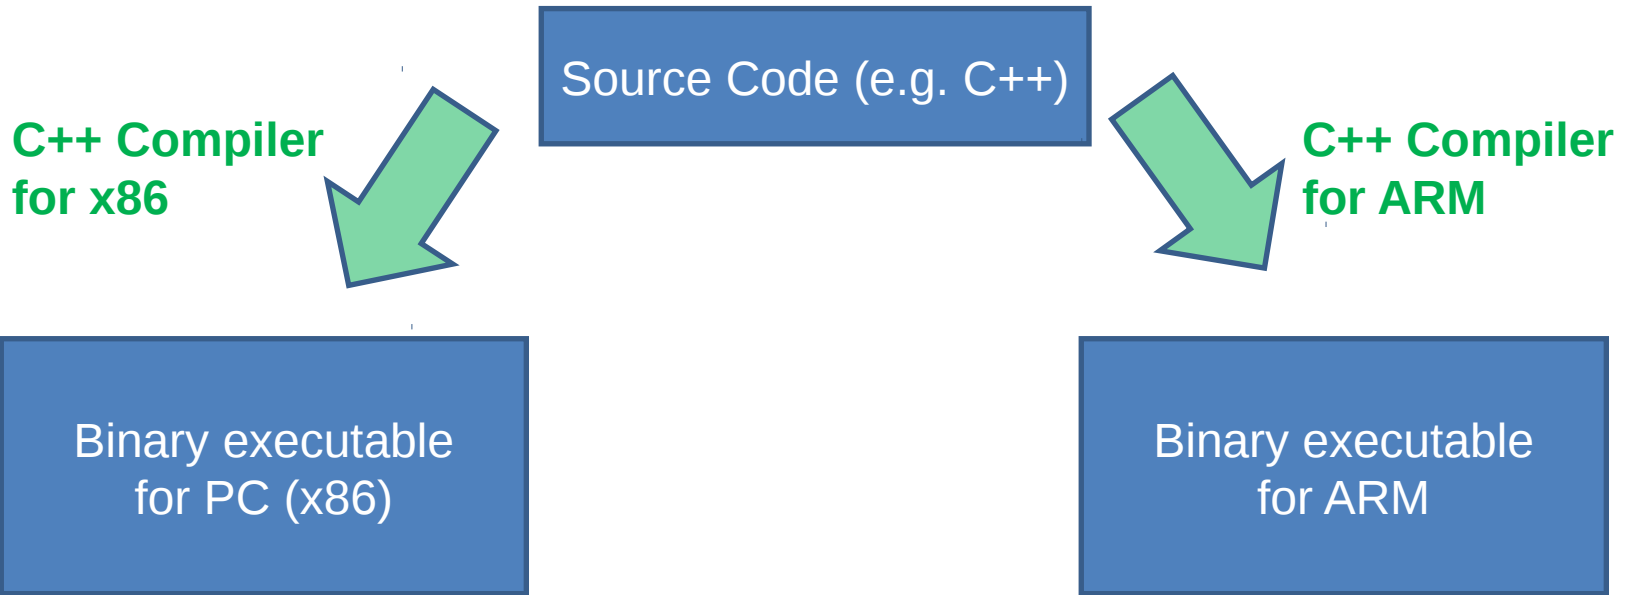 Source Code (e.g. C++)
C++ Compiler
for x86
C++ Compiler
for ARM
Binary executable
for PC (x86)
Binary executable
for ARM